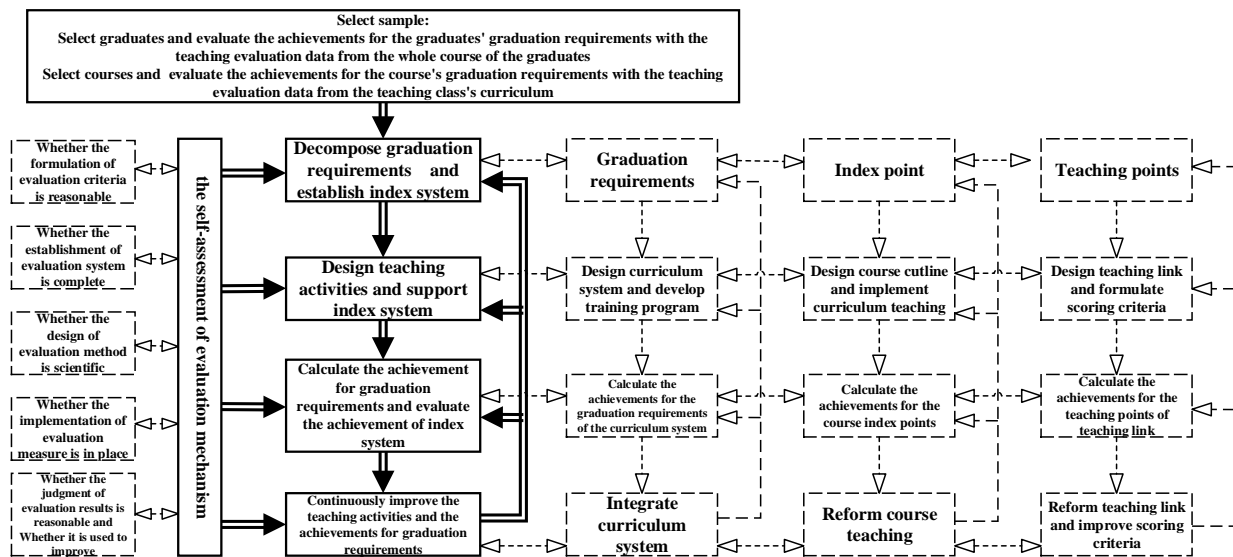 Select sample:
Select graduates and evaluate the achievements for the graduates' graduation requirements with the
teaching evaluation data from the whole course of the graduates
Select courses and evaluate the achievements for the course's graduation requirements with the teaching
evaluation data from the teaching class's curriculum
Whether the
formulation of
evaluation criteria
is reasonable
Whether the
establishment of
evaluation system
is complete
Whether the
design of
evaluation method
is scientific
Whether the
implementation of
evaluation
measure is in place
Whether the
judgment of
evaluation results is
reasonable and
Whether it is used to
improve
the self-assessment of evaluation mechanism
Decompose graduation
requirements and
establish index system
Design teaching
activities and support
index system
Calculate the achievement
for graduation
requirements and evaluate
the achievement of index
system
Continuously improve the
teaching activities and the
achievements for graduation
requirements
Graduation
requirements
Design curriculum
system and develop
training program
Calculate the
achievements for the
graduation requirements
of the curriculum system
Integrate
curriculum
system
Index point
Design course cutline
and implement
curriculum teaching
Calculate the
achievements for the
course index points
Reform course
teaching
Teaching points
Design teaching link
and formulate
scoring criteria
Calculate the
achievements for
the teaching points of
teaching link
Reform teaching link
and improve scoring
criteria